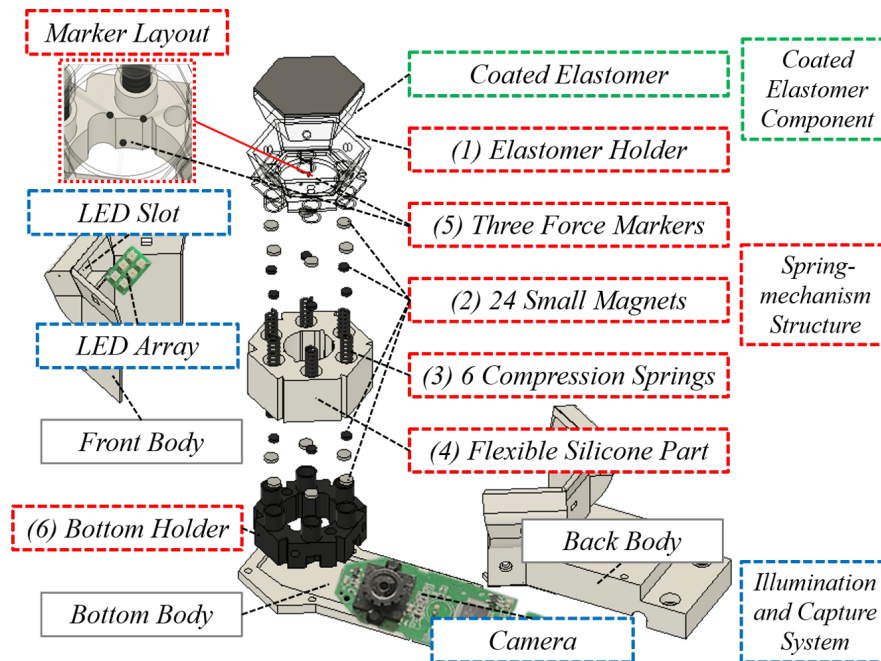 Marker Layout
Coated Elastomer
Coated
Elastomer
Component
(1) Elastomer Holder
LED Slot
(5) Three Force Markers
(2) 24 Small Magnets
Spring-
mechanism
Structure
LED Array
(3) 6 Compression Springs
Front Body
(4) Flexible Silicone Part
(6) Bottom Holder
Back Body
Bottom Body
Camera
Illumination
and Capture
System